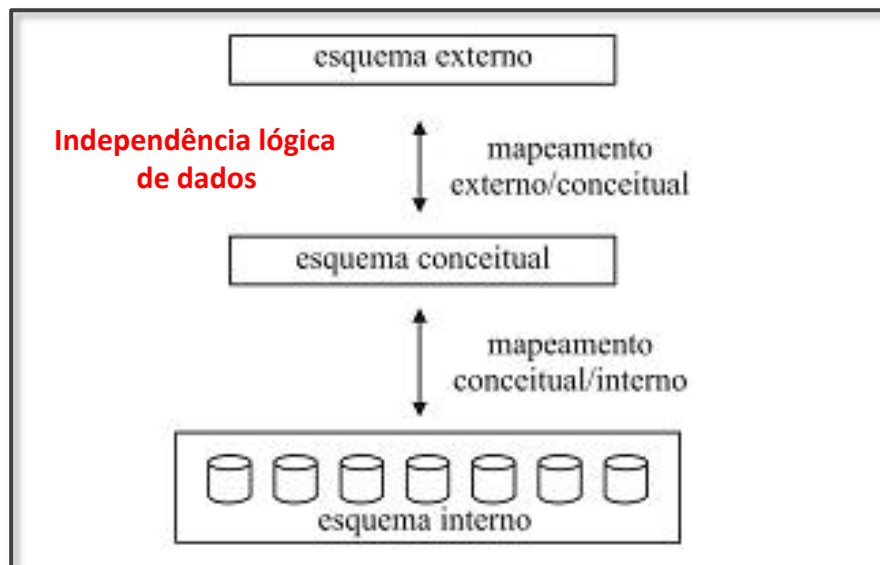 esquema externo
Independência lógica
de dados
mapeamento
externo/conceitual
esquema conceitual
mapeamento
conceitual/interno
esquema interno